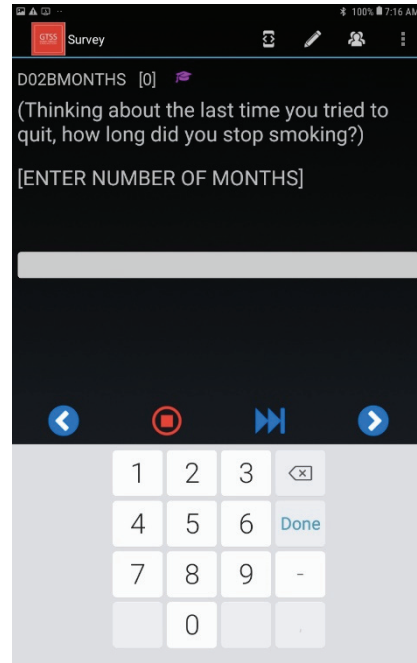 100% 7:16 AM
GTSS Survey
D02BMONTHS [0]
(Thinking about the last time you tried to
quit, how long did you stop smoking?)
[ENTER NUMBER OF MONTHS]
1 2 3
4 5 6 Done
7 8 9 -
0 .